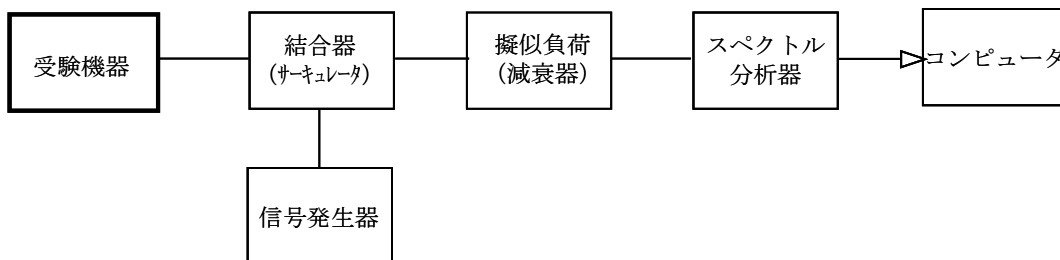 受験機器
結合器
(サーキュレータ)
擬似負荷
(減衰器)
スペクトル
分析器
コンピュータ
信号発生器